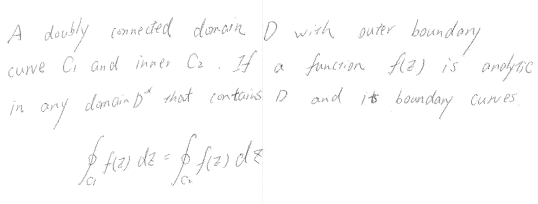 A doubly connected domain D with outer boundary
curve C₁ and inner C₂. If a function f(z) is analytic
in any domain D* that contains D and its boundary curves.
∮_{C₁} f(z) dz = ∮_{C₂} f(z) dz